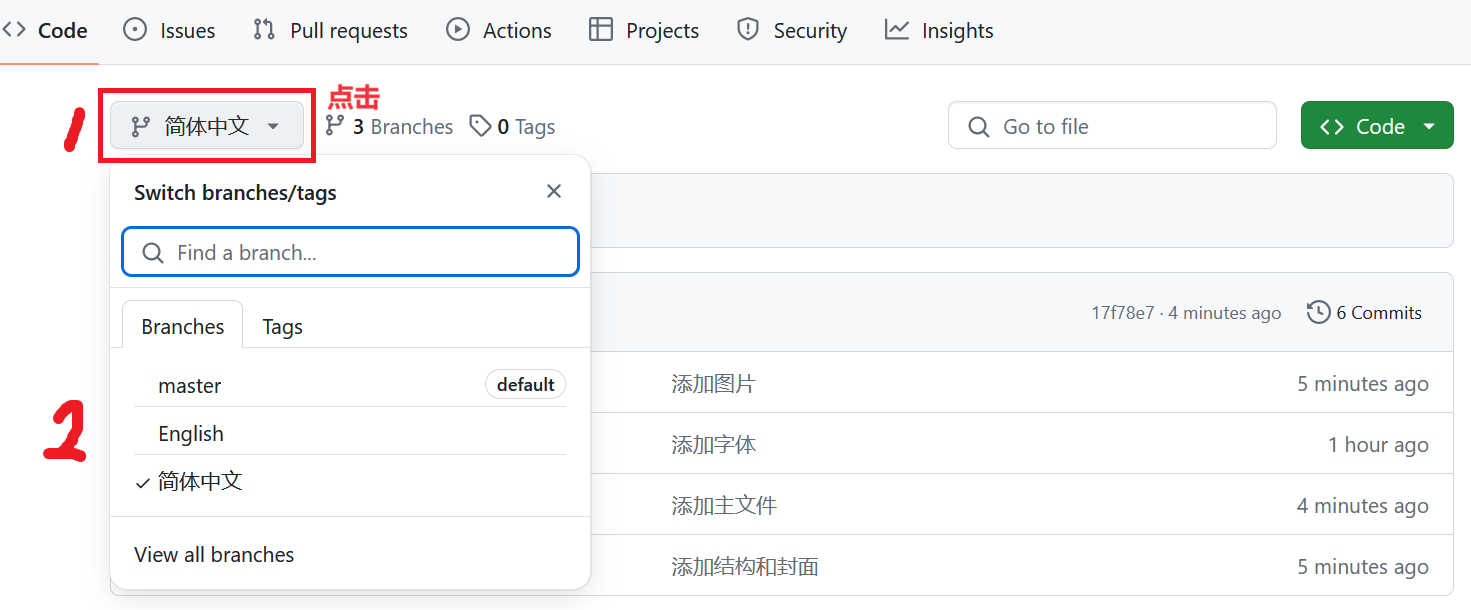 Code Issues Pull requests Actions Projects Security Insights
点击
1 简体中文 3 Branches 0 Tags Go to file Code
Switch branches/tags
Find a branch...
17f78e7 · 4 minutes ago 6 Commits
Branches Tags
master default
添加图片 5 minutes ago
2 English
添加字体 1 hour ago
简体中文
添加主文件 4 minutes ago
View all branches
添加结构和封面 5 minutes ago